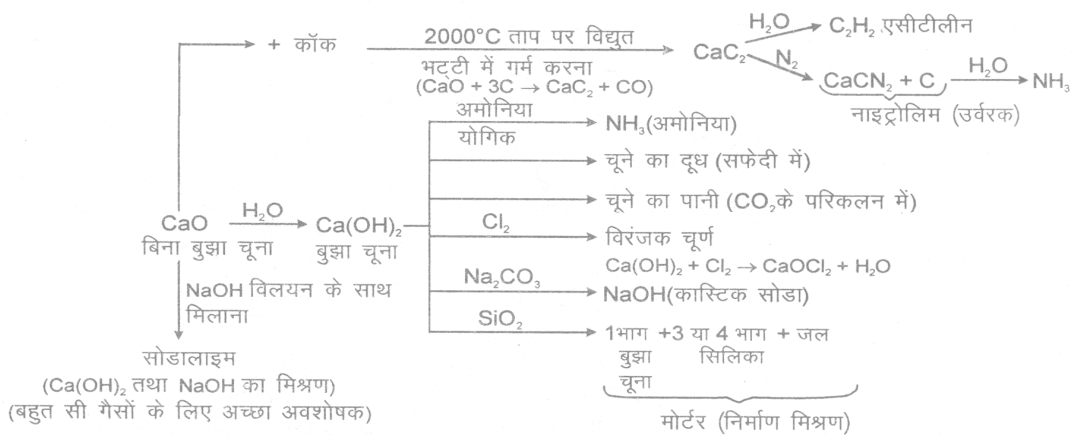 + कॉक 2000°C ताप पर विद्युत CaC₂ H₂O C₂H₂ एसीटीलीन
भट्टी में गर्म करना N₂ CaCN₂ + C H₂O NH₃
(CaO + 3C → CaC₂ + CO) नाइट्रोलिम (उर्वरक)
अमोनिया
योगिक NH₃(अमोनिया)
चूने का दूध (सफेदी में)
चूने का पानी (CO₂के परिकलन में)
CaO H₂O Ca(OH)₂ Cl₂ विरंजक चूर्ण
बिना बुझा चूना बुझा चूना Ca(OH)₂ + Cl₂ → CaOCl₂ + H₂O
NaOH विलयन के साथ Na₂CO₃ NaOH(कास्टिक सोडा)
मिलाना SiO₂ 1भाग +3 या 4 भाग + जल
सोडालाइम बुझा सिलिका
(Ca(OH)₂ तथा NaOH का मिश्रण) चूना
(बहुत सी गैसों के लिए अच्छा अवशोषक) मोर्टर (निर्माण मिश्रण)